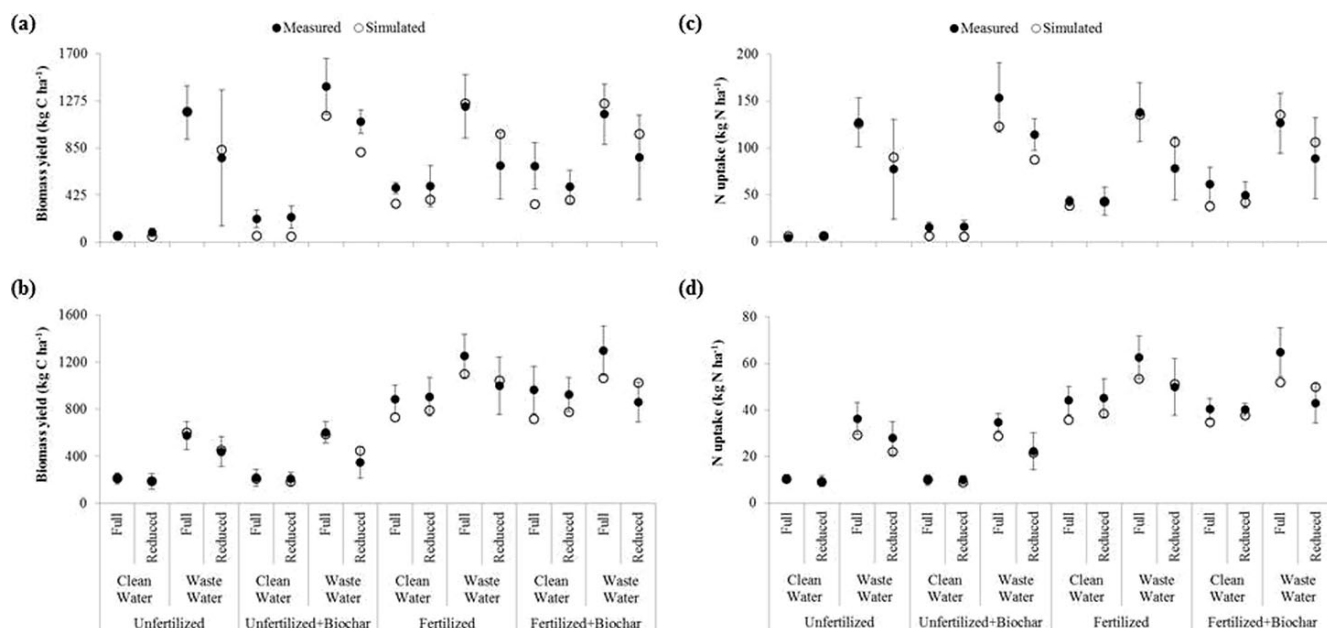 (a)
●Measured ○Simulated
Biomass yield (kg C ha⁻¹)
1700
1275
850
425
0
(b)
Biomass yield (kg C ha⁻¹)
1600
1200
800
400
0
Full Reduced Full Reduced Full Reduced Full Reduced Full Reduced Full Reduced Full Reduced Full Reduced
Clean Waste Clean Waste Clean Waste Clean Waste
Water Water Water Water Water Water Water Water
Unfertilized Unfertilized+Biochar Fertilized Fertilized+Biochar
(c)
●Measured ○Simulated
N uptake (kg N ha⁻¹)
200
150
100
50
0
(d)
N uptake (kg N ha⁻¹)
80
60
40
20
0
Full Reduced Full Reduced Full Reduced Full Reduced Full Reduced Full Reduced Full Reduced Full Reduced
Clean Waste Clean Waste Clean Waste Clean Waste
Water Water Water Water Water Water Water Water
Unfertilized Unfertilized+Biochar Fertilized Fertilized+Biochar